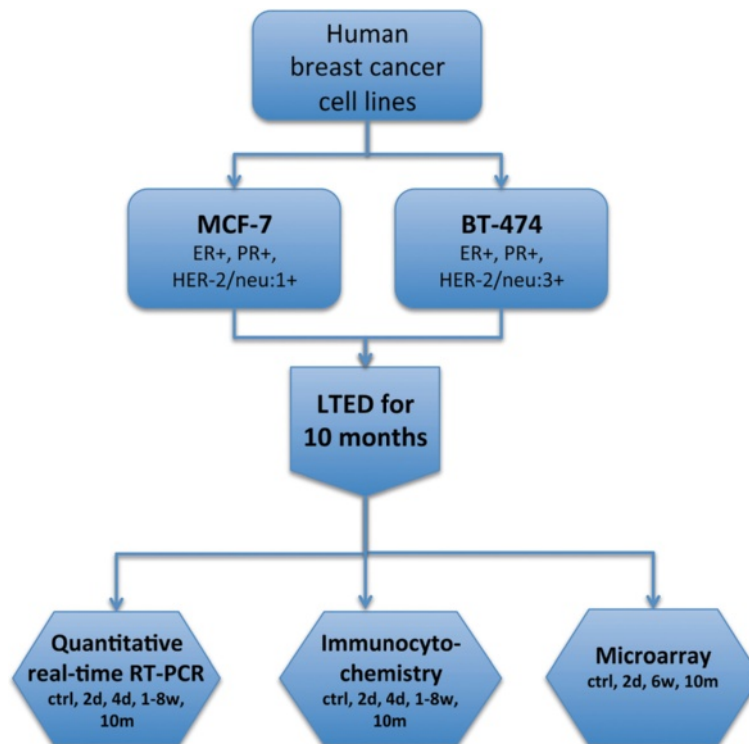 Human
breast cancer
cell lines
MCF-7
ER+, PR+,
HER-2/neu:1+
BT-474
ER+, PR+,
HER-2/neu:3+
LTED for
10 months
Quantitative
real-time RT-PCR
ctrl, 2d, 4d, 1-8w,
10m
Immunocyto-
chemistry
ctrl, 2d, 4d, 1-8w,
10m
Microarray
ctrl, 2d, 6w, 10m